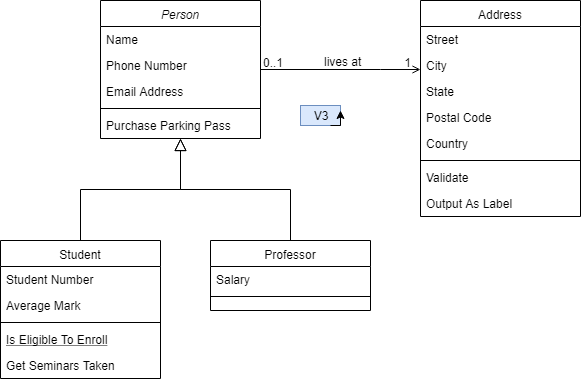 Person
Name
Phone Number
Email Address
Purchase Parking Pass
0..1
lives at
1
Address
Street
City
State
Postal Code
Country
Validate
Output As Label
V3
Student
Student Number
Average Mark
Is Eligible To Enroll
Get Seminars Taken
Professor
Salary